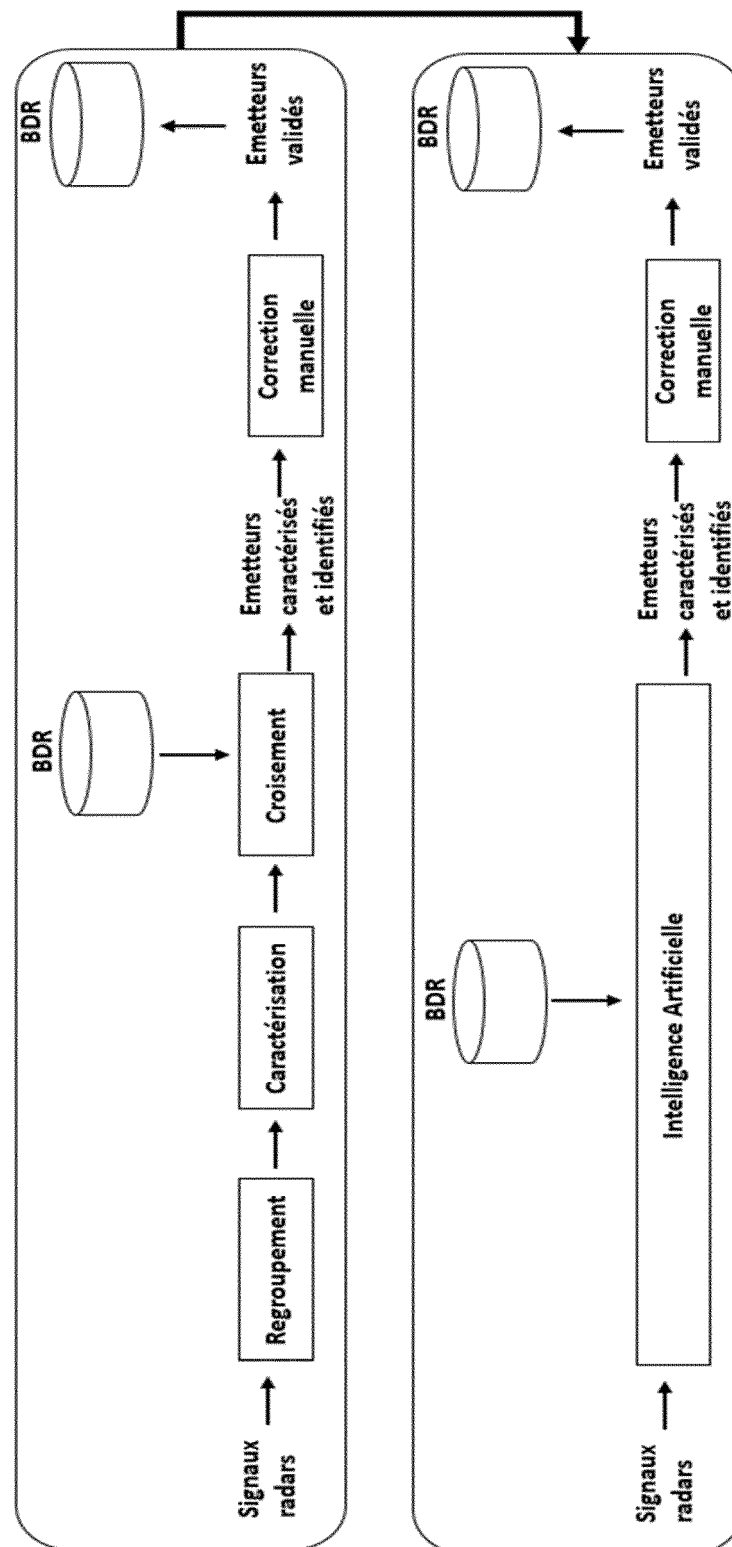 Signaux
radars
Regroupement
Caractérisation
BDR
Croisement
Emetteurs
caractérisés
et identifiés
Correction
manuelle
Emetteurs
validés
BDR
Signaux
radars
BDR
Intelligence Artificielle
Emetteurs
caractérisés
et identifiés
Correction
manuelle
Emetteurs
validés
BDR